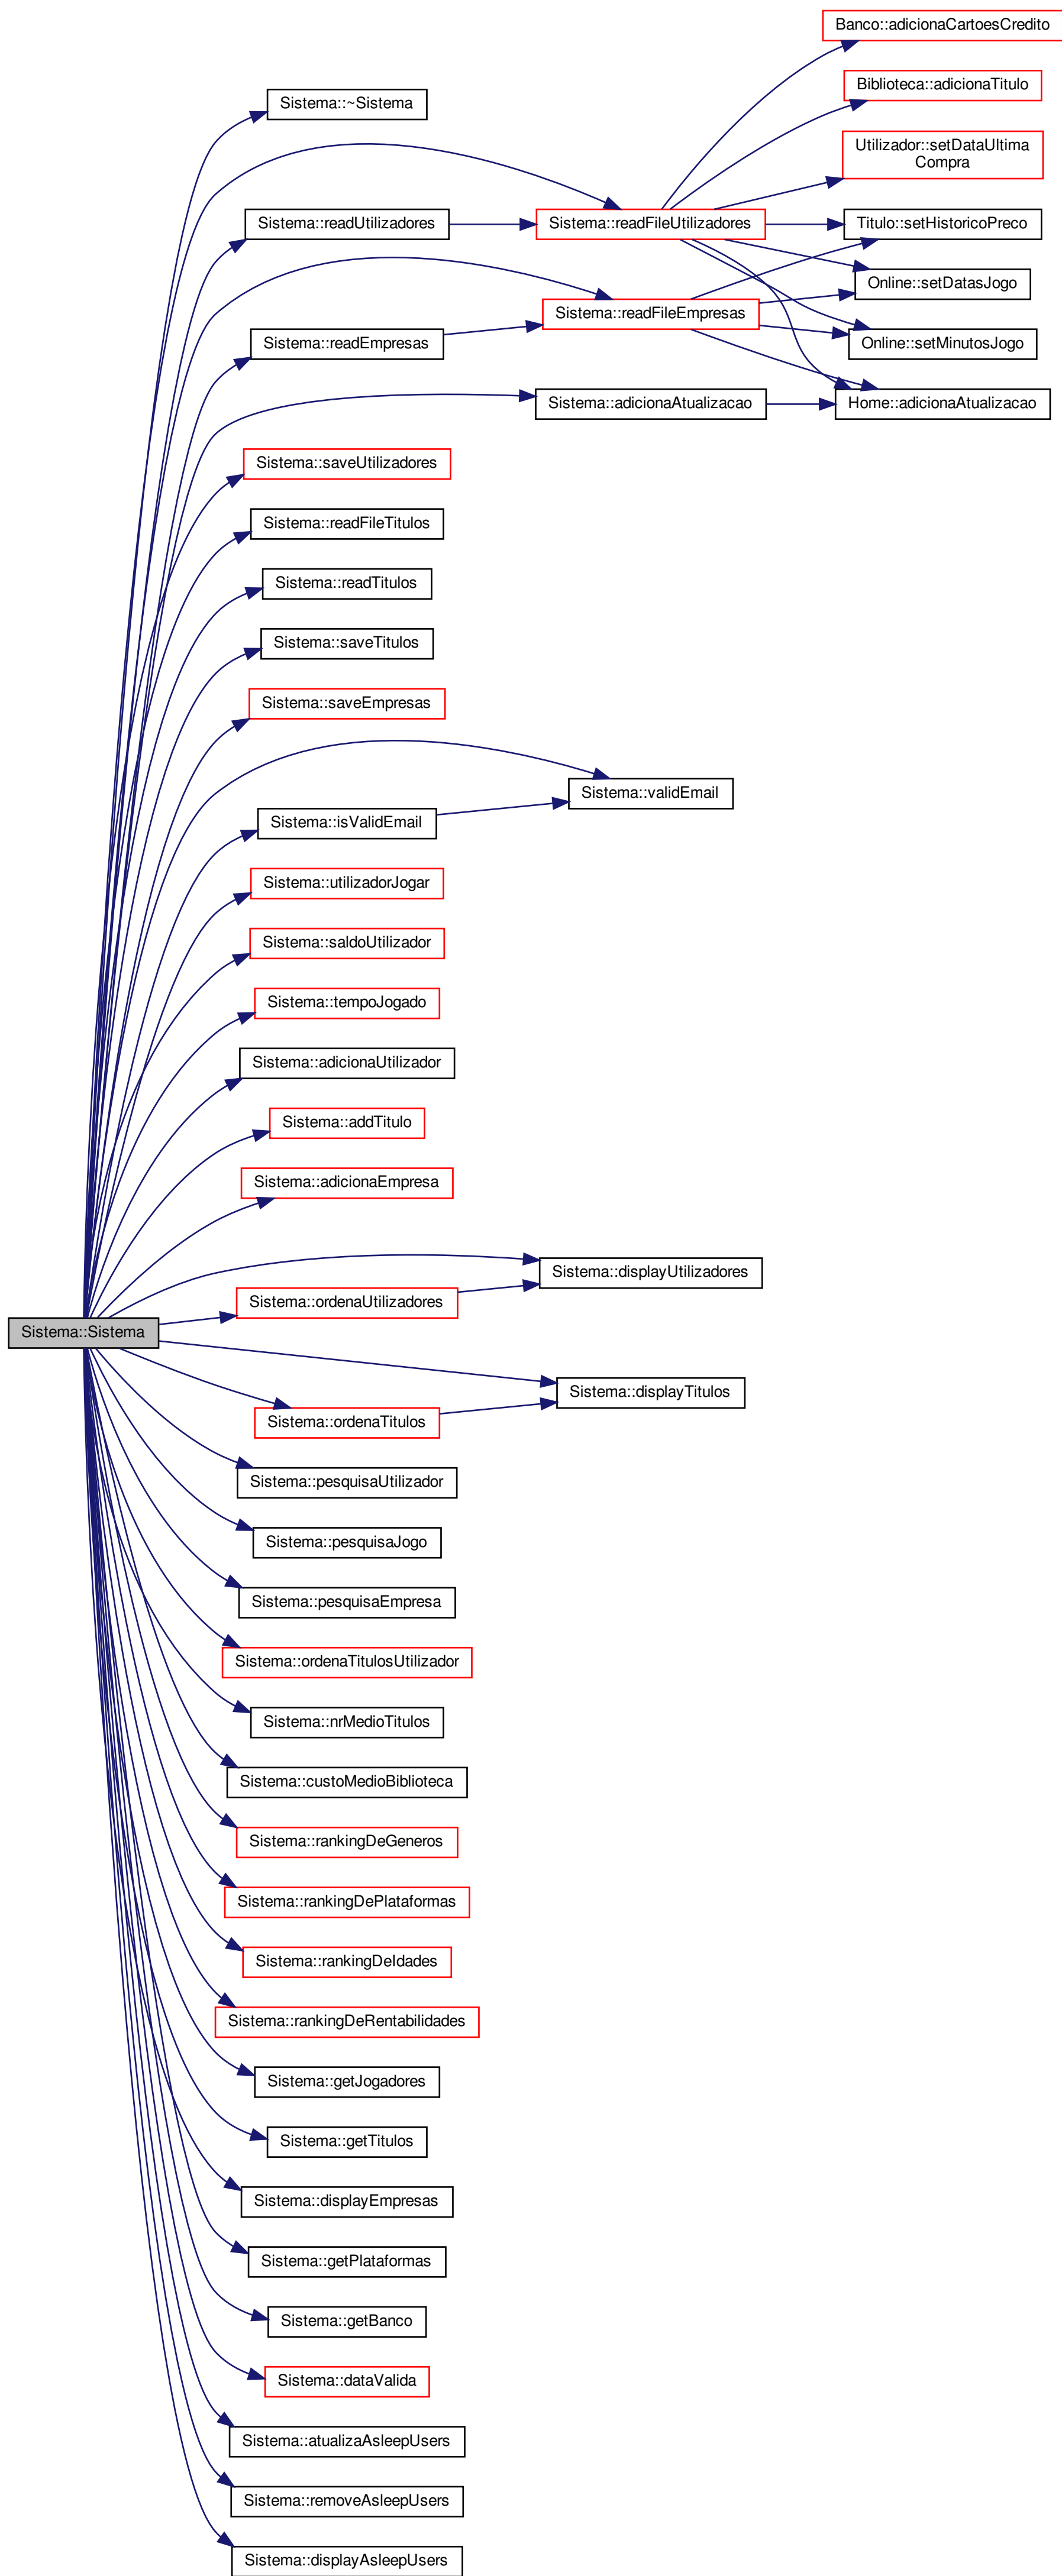 Banco::adicionaCartoesCredito
Biblioteca::adicionaTitulo
Sistema::~Sistema
Utilizador::setDataUltima
Compra
Sistema::readUtilizadores
Sistema::readFileUtilizadores
Titulo::setHistoricoPreco
Online::setDatasJogo
Sistema::readFileEmpresas
Sistema::readEmpresas
Online::setMinutosJogo
Sistema::adicionaAtualizacao
Home::adicionaAtualizacao
Sistema::saveUtilizadores
Sistema::readFileTitulos
Sistema::readTitulos
Sistema::saveTitulos
Sistema::saveEmpresas
Sistema::validEmail
Sistema::isValidEmail
Sistema::utilizadorJogar
Sistema::saldoUtilizador
Sistema::tempoJogado
Sistema::adicionaUtilizador
Sistema::addTitulo
Sistema::adicionaEmpresa
Sistema::displayUtilizadores
Sistema::ordenaUtilizadores
Sistema::Sistema
Sistema::displayTitulos
Sistema::ordenaTitulos
Sistema::pesquisaUtilizador
Sistema::pesquisaJogo
Sistema::pesquisaEmpresa
Sistema::ordenaTitulosUtilizador
Sistema::nrMedioTitulos
Sistema::custoMedioBiblioteca
Sistema::rankingDeGeneros
Sistema::rankingDePlataformas
Sistema::rankingDeIdades
Sistema::rankingDeRentabilidades
Sistema::getJogadores
Sistema::getTitulos
Sistema::displayEmpresas
Sistema::getPlataformas
Sistema::getBanco
Sistema::dataValida
Sistema::atualizaAsleepUsers
Sistema::removeAsleepUsers
Sistema::displayAsleepUsers